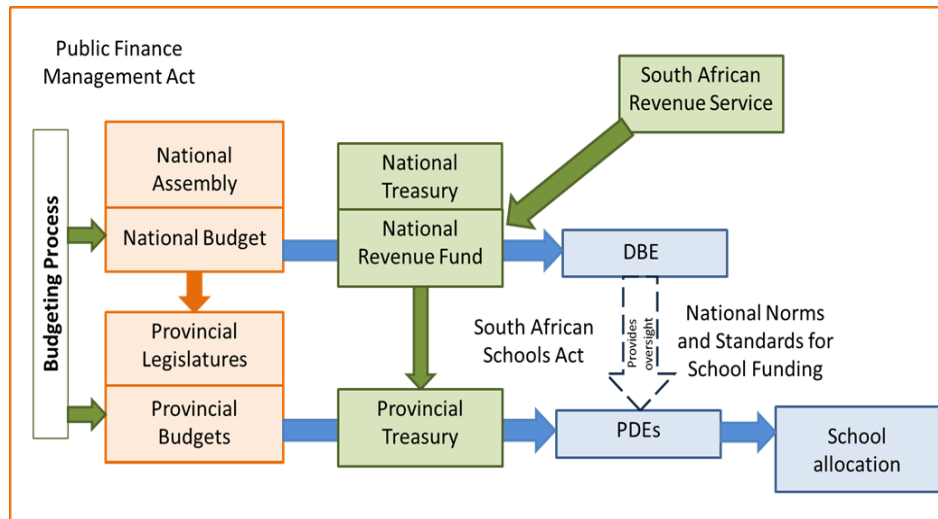 Public Finance
Management Act
South African
Revenue Service
Budgeting Process
National
Assembly
National Budget
National
Treasury
National
Revenue Fund
DBE
Provides
oversight
South African
Schools Act
National Norms
and Standards for
School Funding
Provincial
Legislatures
Provincial
Budgets
Provincial
Treasury
PDEs
School
allocation